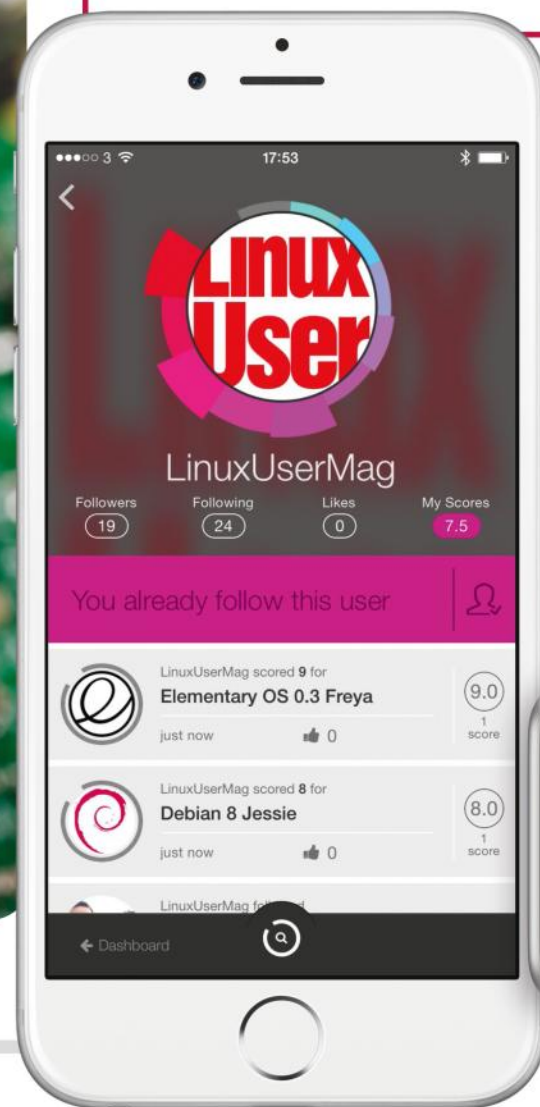 3 17:53
Linux
User
LinuxUserMag
Followers Following Likes My Scores
19 24 0 7.5
You already follow this user
LinuxUserMag scored 9 for
Elementary OS 0.3 Freya
just now 0
9.0
1
score
LinuxUserMag scored 8 for
Debian 8 Jessie
just now 0
8.0
1
score
LinuxUserMag
Dashboard